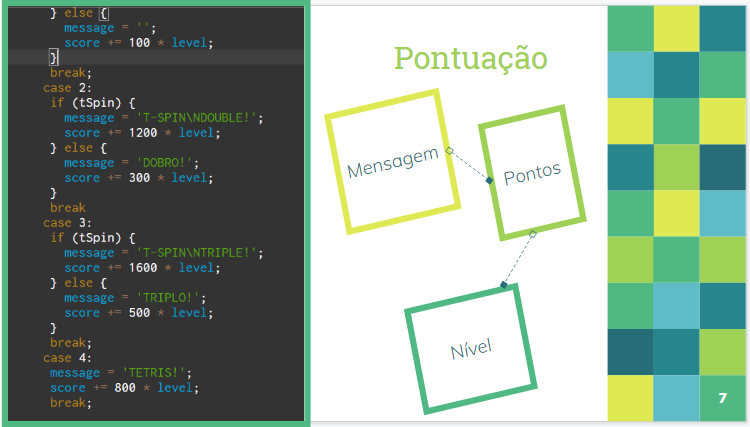 } else {
message = '';
score += 100 * level;
}
break;
case 2:
if (tSpin) {
message = 'T-SPIN\NDOUBLE!';
score += 1200 * level;
} else {
message = 'DOBRO!';
score += 300 * level;
}
break
case 3:
if (tSpin) {
message = 'T-SPIN\NTRIPLE!';
score += 1600 * level;
} else {
message = 'TRIPLO!';
score += 500 * level;
}
break;
case 4:
message = 'TETRIS!';
score += 800 * level;
break;
Pontuação
Mensagem
Pontos
Nível
7